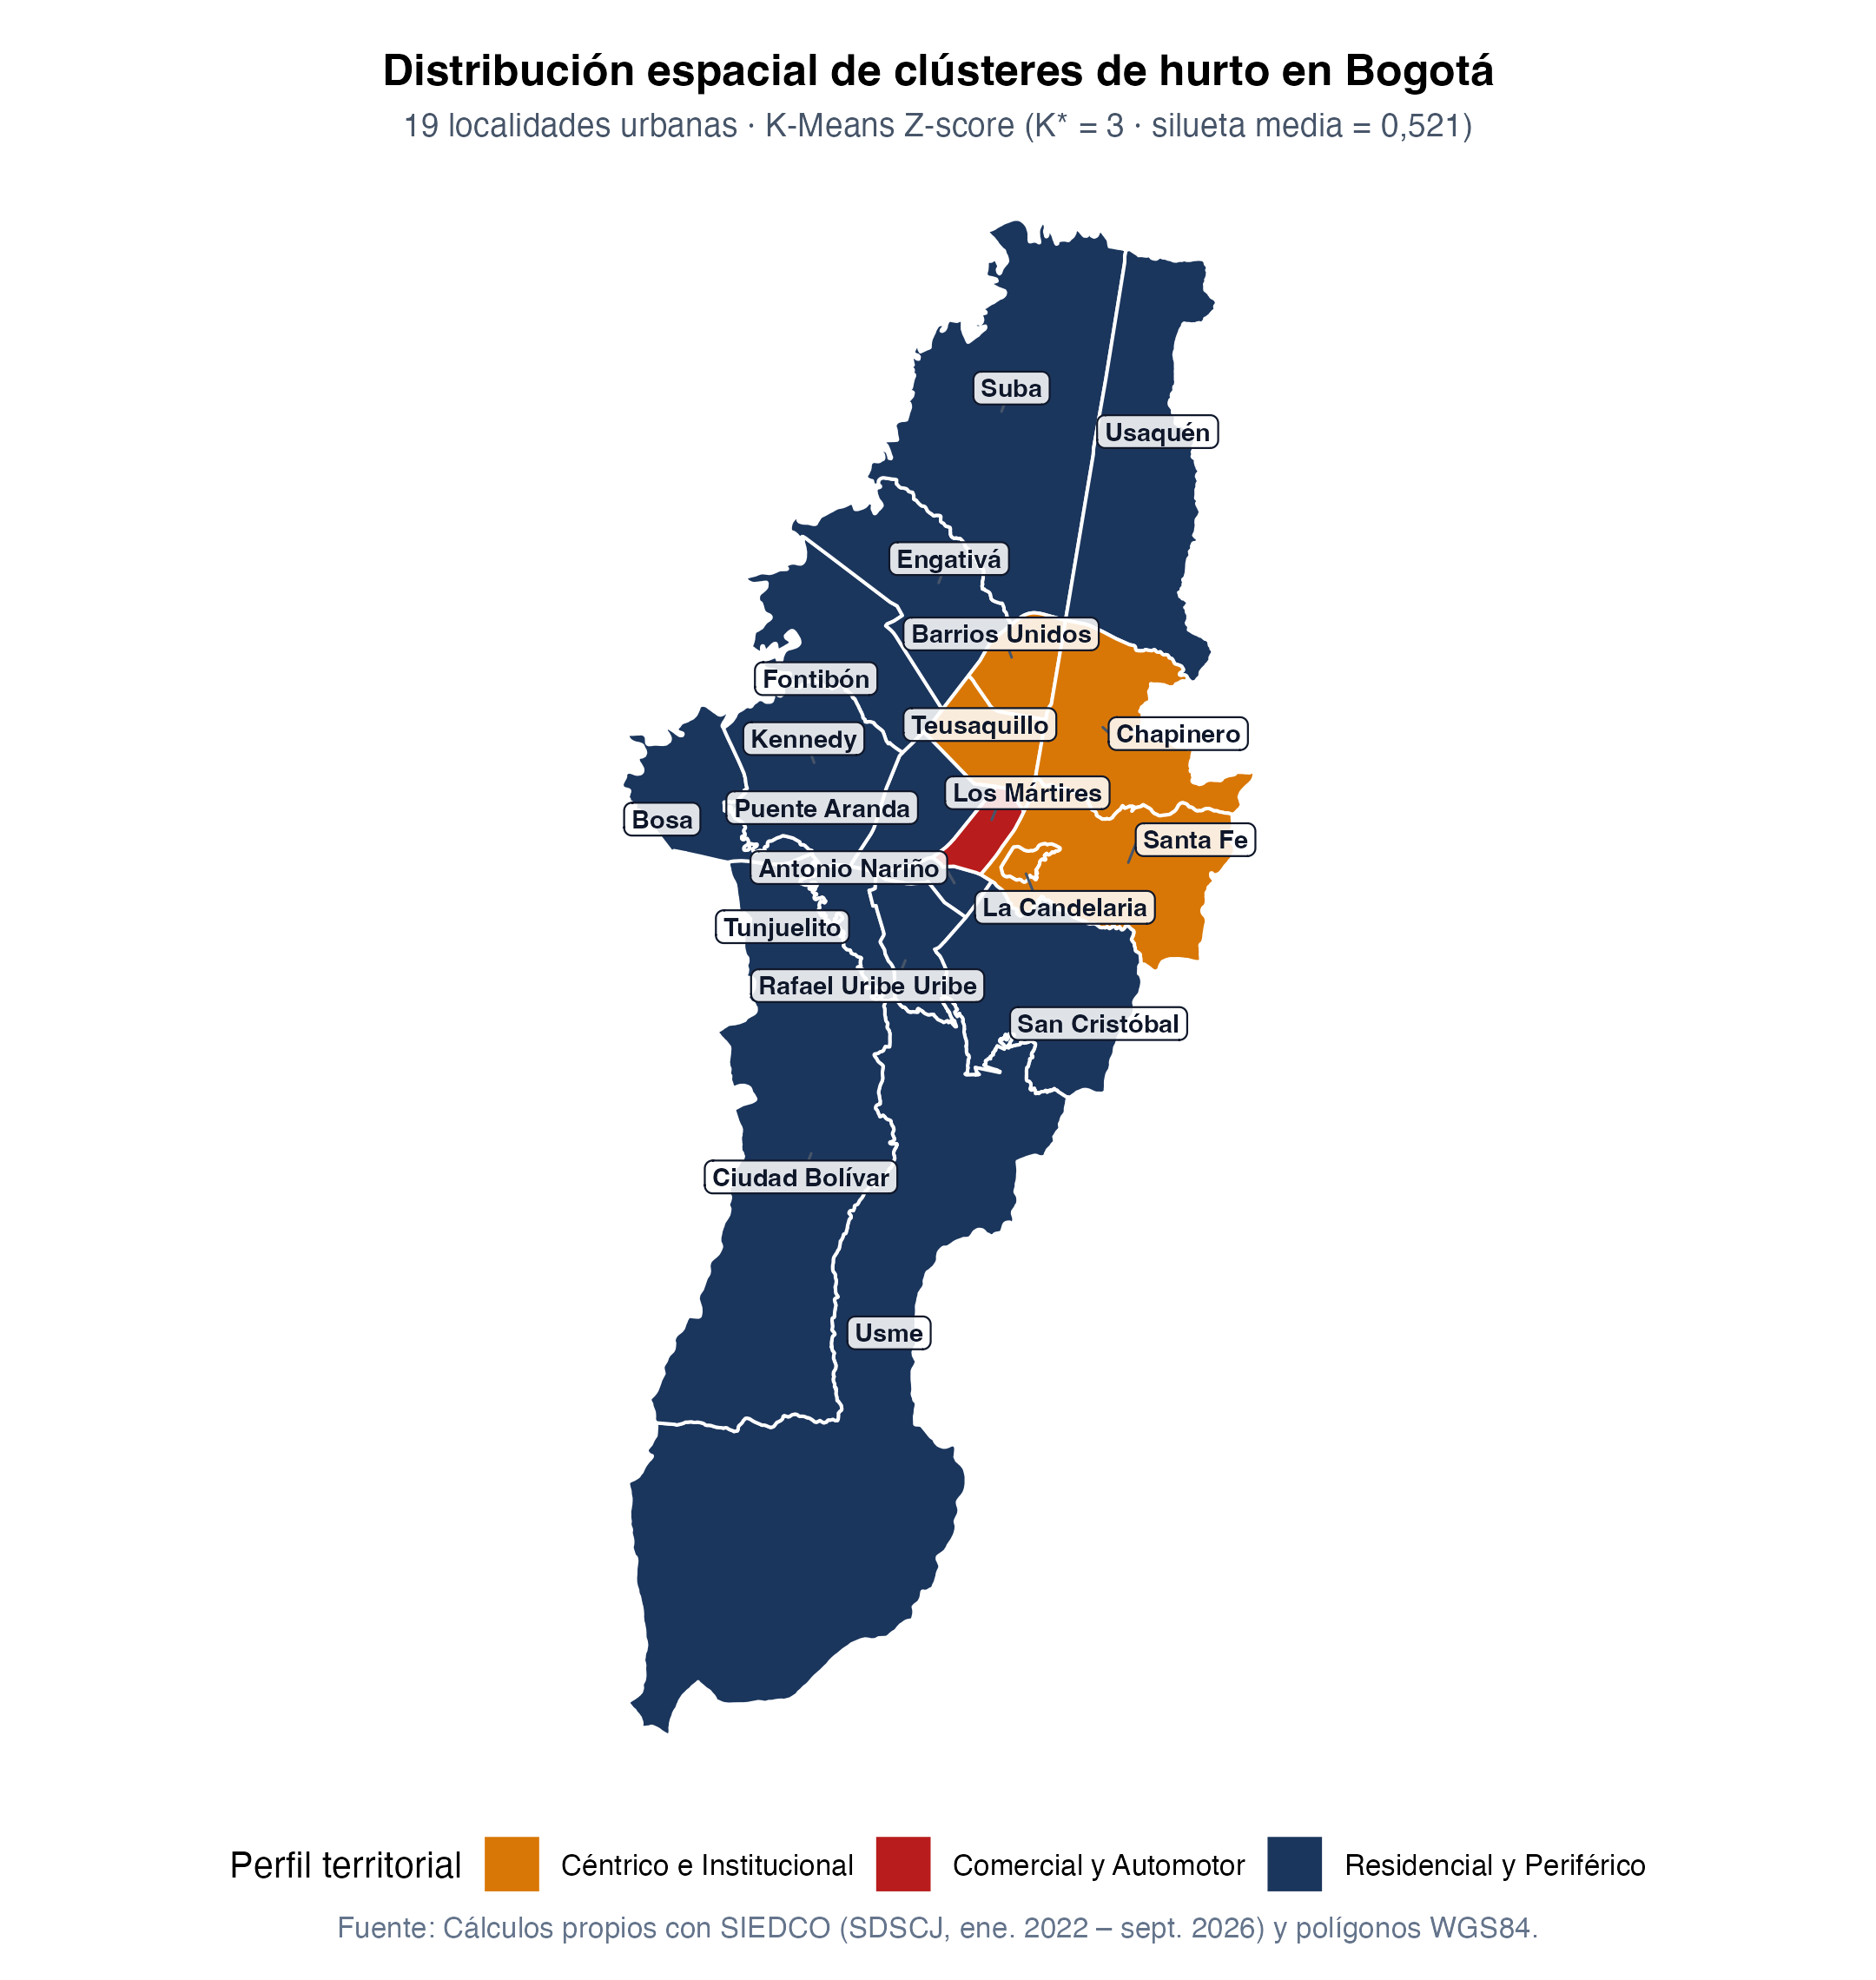 Distribución espacial de clústeres de hurto en Bogotá
19 localidades urbanas · K-Means Z-score (K* = 3 · silueta media = 0,521)
Suba
Usaquén
Engativá
Barrios Unidos
Fontibón
Teusaquillo
Chapinero
Kennedy
Los Mártires
Puente Aranda
Bosa
Santa Fe
Antonio Nariño
La Candelaria
Tunjuelito
Rafael Uribe Uribe
San Cristóbal
Ciudad Bolívar
Usme
Perfil territorial
Céntrico e Institucional
Comercial y Automotor
Residencial y Periférico
Fuente: Cálculos propios con SIEDCO (SDSCJ, ene. 2022 – sept. 2026) y polígonos WGS84.